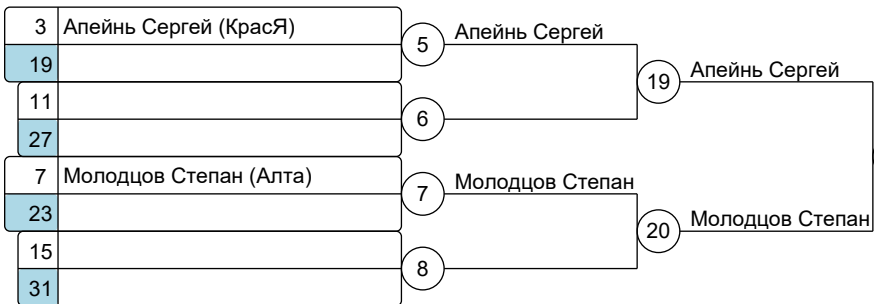 3 Апейнь Сергей (КрасЯ)
5 Апейнь Сергей
19
19 Апейнь Сергей
11
6
27
7 Молодцов Степан (Алта)
7 Молодцов Степан
23
20 Молодцов Степан
15
8
31